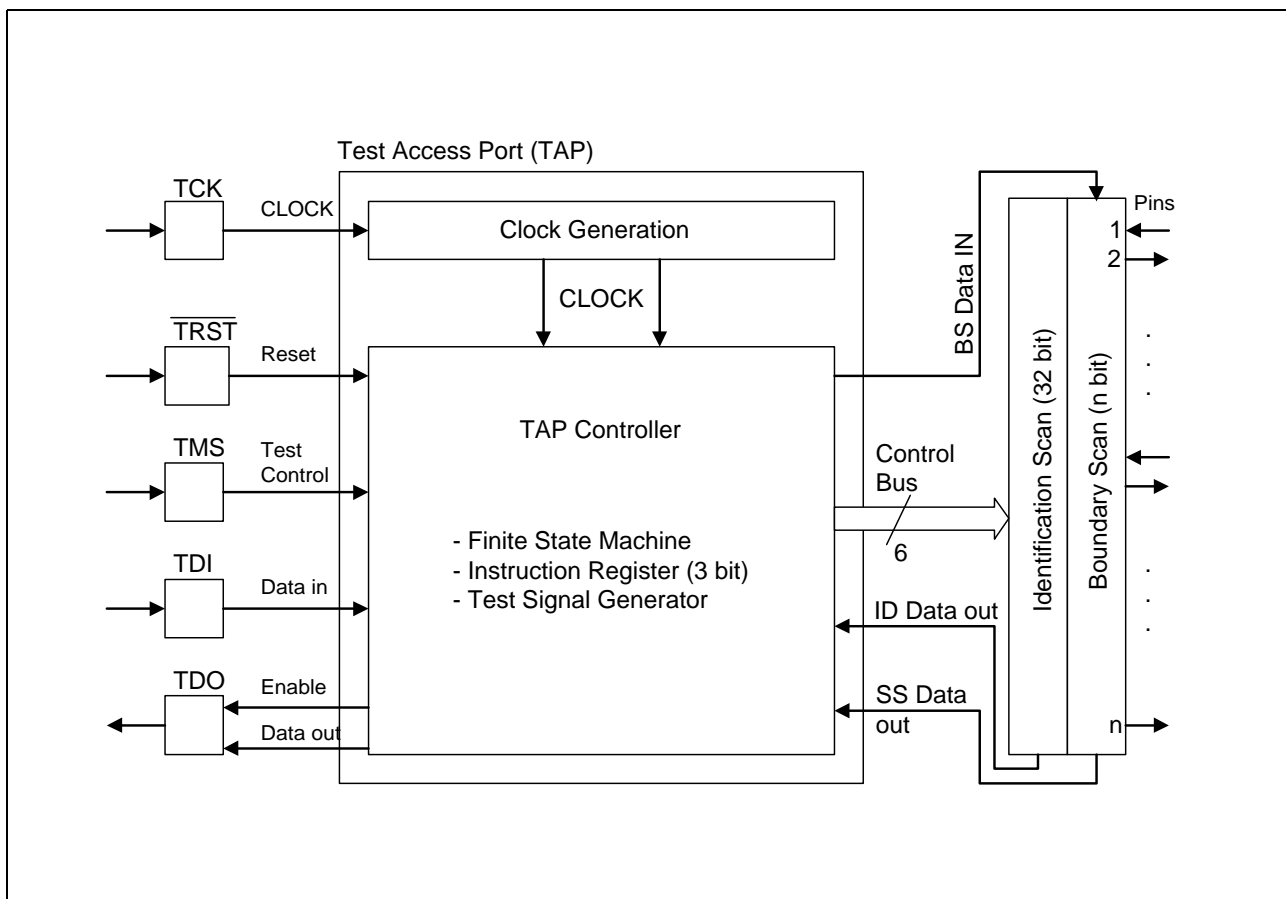 Test Access Port (TAP)
TCK
CLOCK
Clock Generation
CLOCK
TRST
Reset
TMS
Test
Control
TDI
Data in
TDO
Enable
Data out
TAP Controller
- Finite State Machine
- Instruction Register (3 bit)
- Test Signal Generator
BS Data IN
Control
Bus
6
ID Data out
SS Data
out
Identification Scan (32 bit)
Boundary Scan (n bit)
Pins
1
2
.
.
.
.
.
.
n